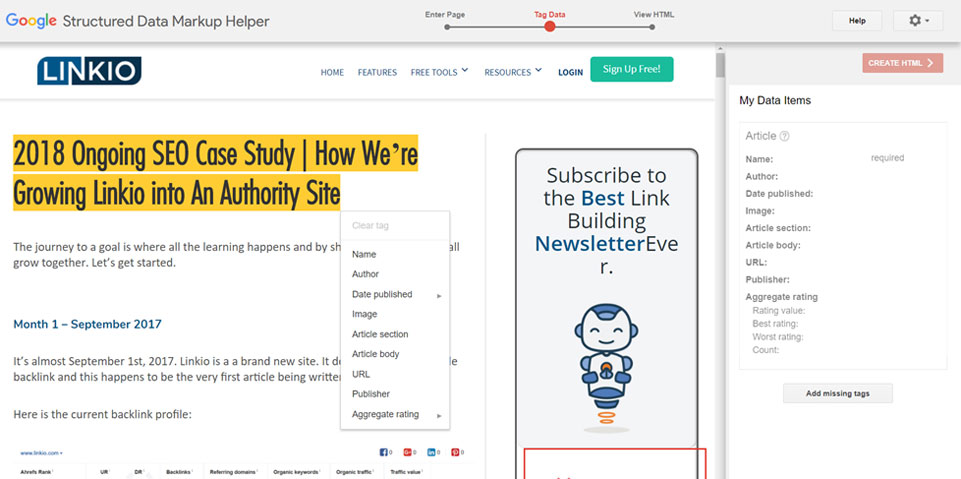 Google Structured Data Markup Helper
Enter Page
Tag Data
View HTML
Help
LINKIO
HOME
FEATURES
FREE TOOLS
RESOURCES
LOGIN
Sign Up Free!
2018 Ongoing SEO Case Study | How We're
Growing Linkio into An Authority Site
The journey to a goal is where all the learning happens and by sh
all
grow together. Let's get started.
Month 1 – September 2017
It's almost September 1st, 2017. Linkio is a a brand new site. It
backlink and this happens to be the very first article being
Here is the current backlink profile:
www.linkio.com
0
0
0
0
Ahrefs Rank
UR
DR
Backlinks
Referring domains
Organic keywords
Organic traffic
Traffic value
Clear tag
Name
Author
Date published
Image
Article section
Article body
URL
Publisher
Aggregate rating
Subscribe to
the Best Link
Building
NewsletterEve
r.
CREATE HTML
My Data Items
Article
Name: required
Author:
Date published:
Image:
Article section:
Article body:
URL:
Publisher:
Aggregate rating
Rating value:
Best rating:
Worst rating:
Count:
Add missing tags